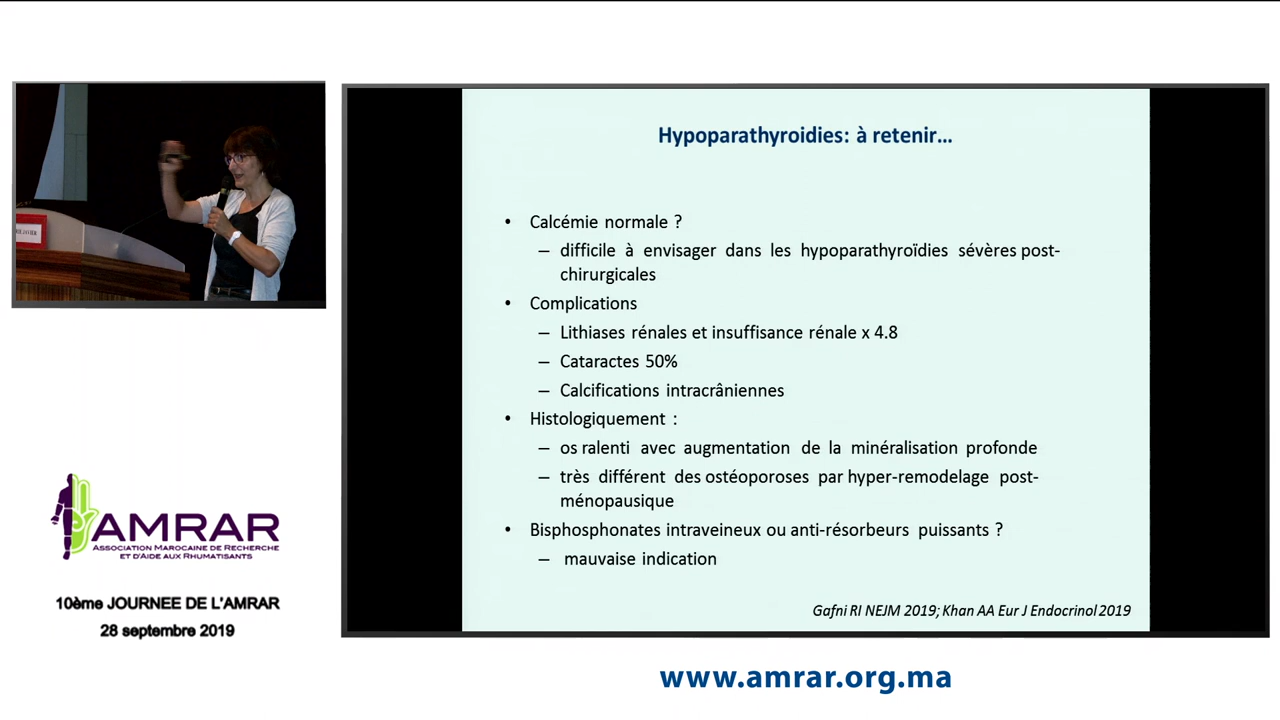 Hypoparathyroidies: à retenir...
• Calcémie normale ?
– difficile à envisager dans les hypoparathyroïdies sévères post-
chirurgicales
• Complications
– Lithiases rénales et insuffisance rénale x 4.8
– Cataractes 50%
– Calcifications intracrâniennes
• Histologiquement :
– os ralenti avec augmentation de la minéralisation profonde
– très différent des ostéoporoses par hyper-remodelage post-
ménopausique
• Bisphosphonates intraveineux ou anti-résorbeurs puissants ?
– mauvaise indication
Gafni RI NEJM 2019; Khan AA Eur J Endocrinol 2019
AMRAR
ASSOCIATION MAROCAINE DE RECHERCHE
ET D'AIDE AUX RHUMATISANTS
10ème JOURNEE DE L'AMRAR
28 septembre 2019
www.amrar.org.ma